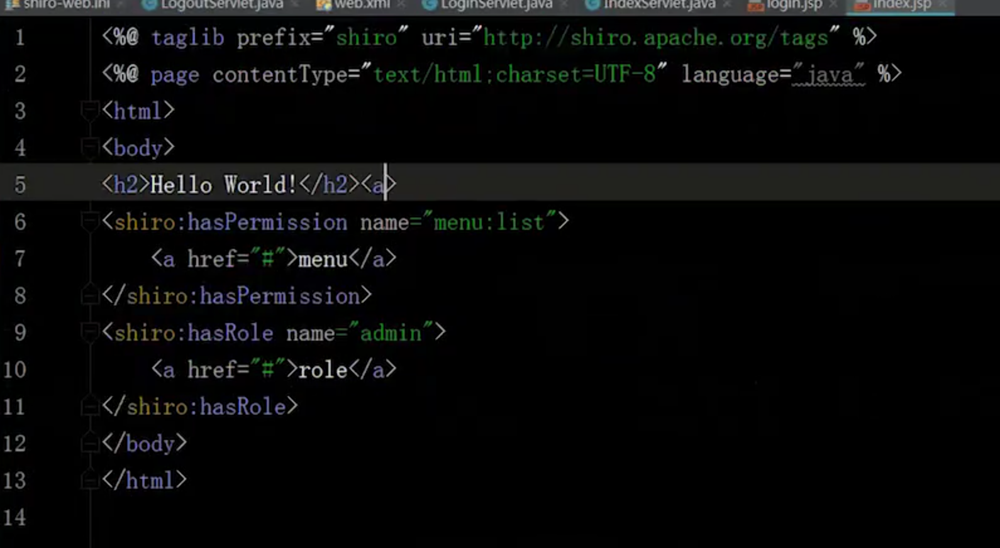 shiro-web.ini LogoutServlet.java web.xml LoginServlet.java IndexServlet.java login.jsp index.jsp
1 <%@ taglib prefix="shiro" uri="http://shiro.apache.org/tags" %>
2 <%@ page contentType="text/html;charset=UTF-8" language="java" %>
3 <html>
4 <body>
5 <h2>Hello World!</h2><a>
6 <shiro:hasPermission name="menu:list">
7 <a href="#">menu</a>
8 </shiro:hasPermission>
9 <shiro:hasRole name="admin">
10 <a href="#">role</a>
11 </shiro:hasRole>
12 </body>
13 </html>
14